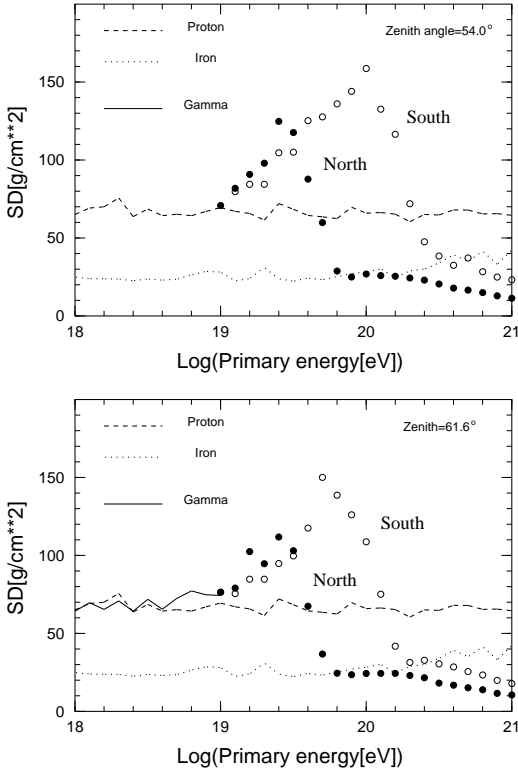 Proton
Zenith angle=54.0°
Iron
Gamma
South
North
SD[g/cm**2]
150
100
50
0
18 19 20 21
Log(Primary energy[eV])
Proton
Zenith=61.6°
Iron
Gamma
South
North
SD[g/cm**2]
150
100
50
0
18 19 20 21
Log(Primary energy[eV])